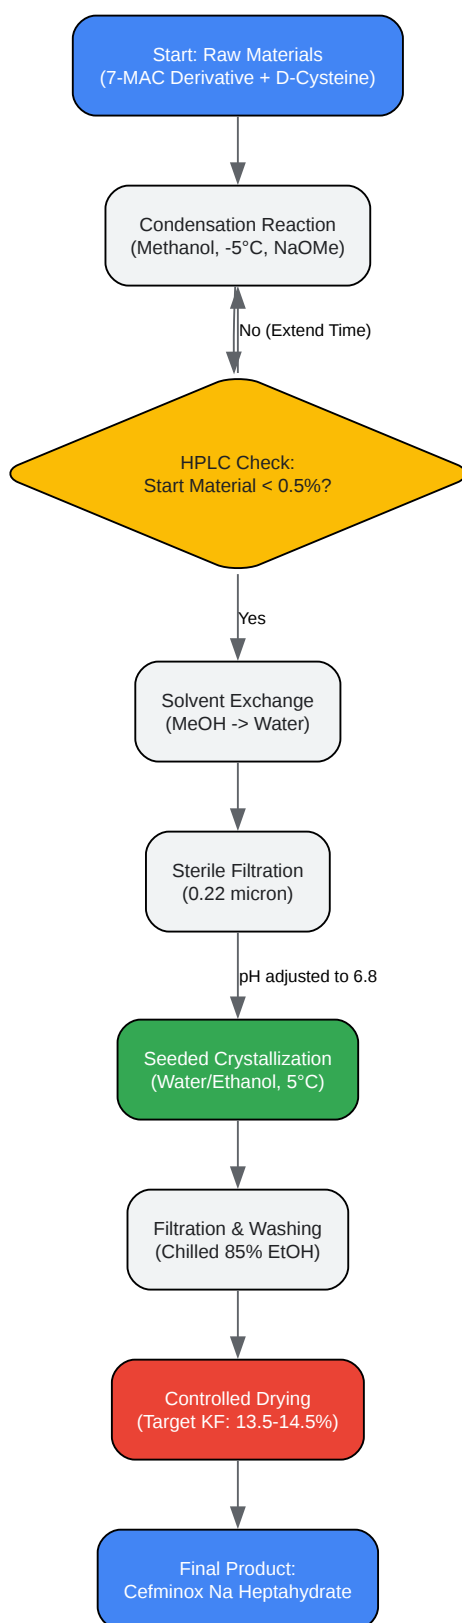 Start: Raw Materials
(7-MAC Derivative + D-Cysteine)
Condensation Reaction
(Methanol, -5°C, NaOMe)
No (Extend Time)
HPLC Check:
Start Material < 0.5%?
Yes
Solvent Exchange
(MeOH -> Water)
Sterile Filtration
(0.22 micron)
pH adjusted to 6.8
Seeded Crystallization
(Water/Ethanol, 5°C)
Filtration & Washing
(Chilled 85% EtOH)
Controlled Drying
(Target KF: 13.5-14.5%)
Final Product:
Cefminox Na Heptahydrate